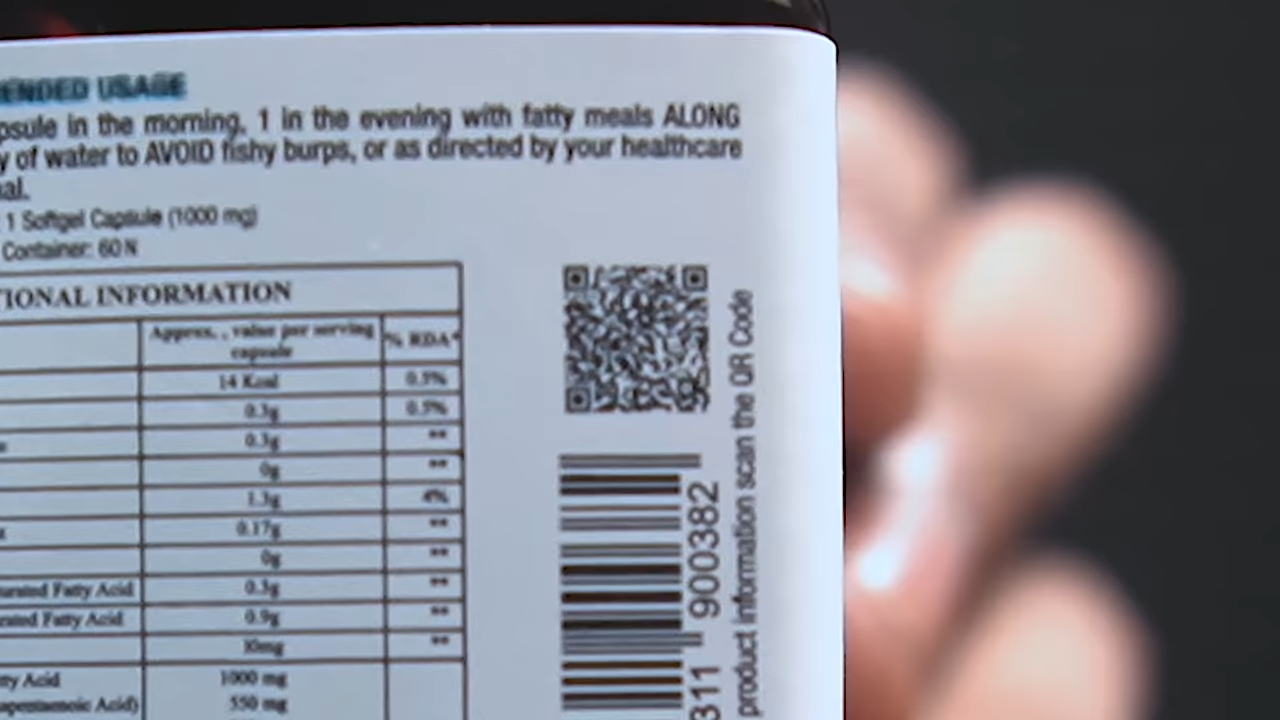 ENDED USAGE
psule in the morning, 1 in the evening with fatty meals ALONG
y of water to AVOID fishy burps, or as directed by your healthcare
al.
1 Softgel Capsule (1000 mg)
Container: 60 N
TIONAL INFORMATION
Approx. , value per serving capsule
% RDA*
14 Kcal 0.5%
0.3g 0.5%
0.3g **
0g **
1.3g 4%
0.17g **
0g **
urated Fatty Acid 0.3g **
rated Fatty Acid 0.9g **
10mg **
tty Acid 1000 mg
apentaenoic Acid) 550 mg
311 900382
product information scan the QR Code